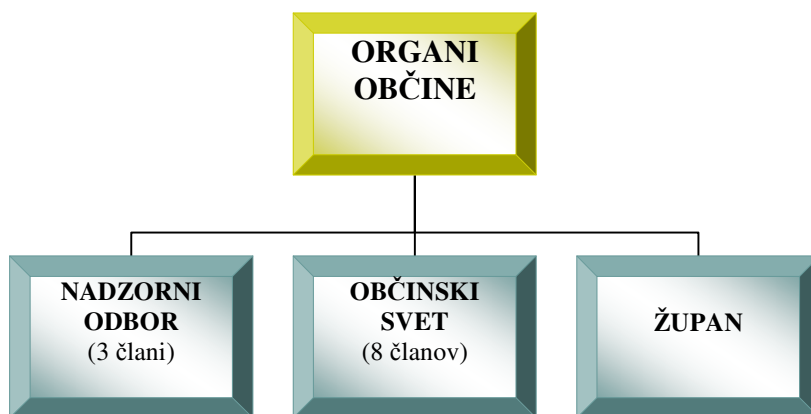 ORGANI
OBČINE
NADZORNI
ODBOR
(3 člani)
OBČINSKI
SVET
(8 članov)
ŽUPAN